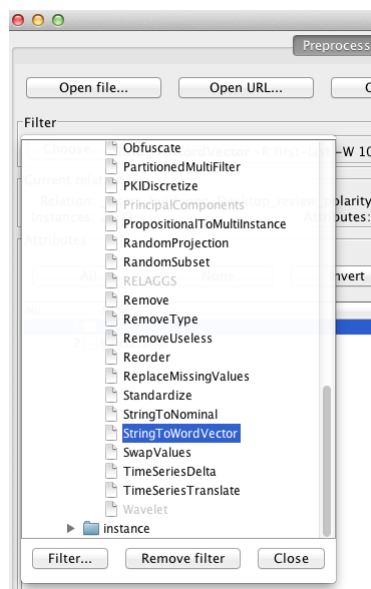 Preprocess
Open file...
Open URL...
Filter
Obfuscate
PartitionedMultiFilter
PKIDiscretize
PrincipalComponents
PropositionalToMultiInstance
RandomProjection
RandomSubset
RELAGGS
Remove
RemoveType
RemoveUseless
Reorder
ReplaceMissingValues
Standardize
StringToNominal
StringToWordVector
SwapValues
TimeSeriesDelta
TimeSeriesTranslate
Wavelet
instance
Filter...
Remove filter
Close